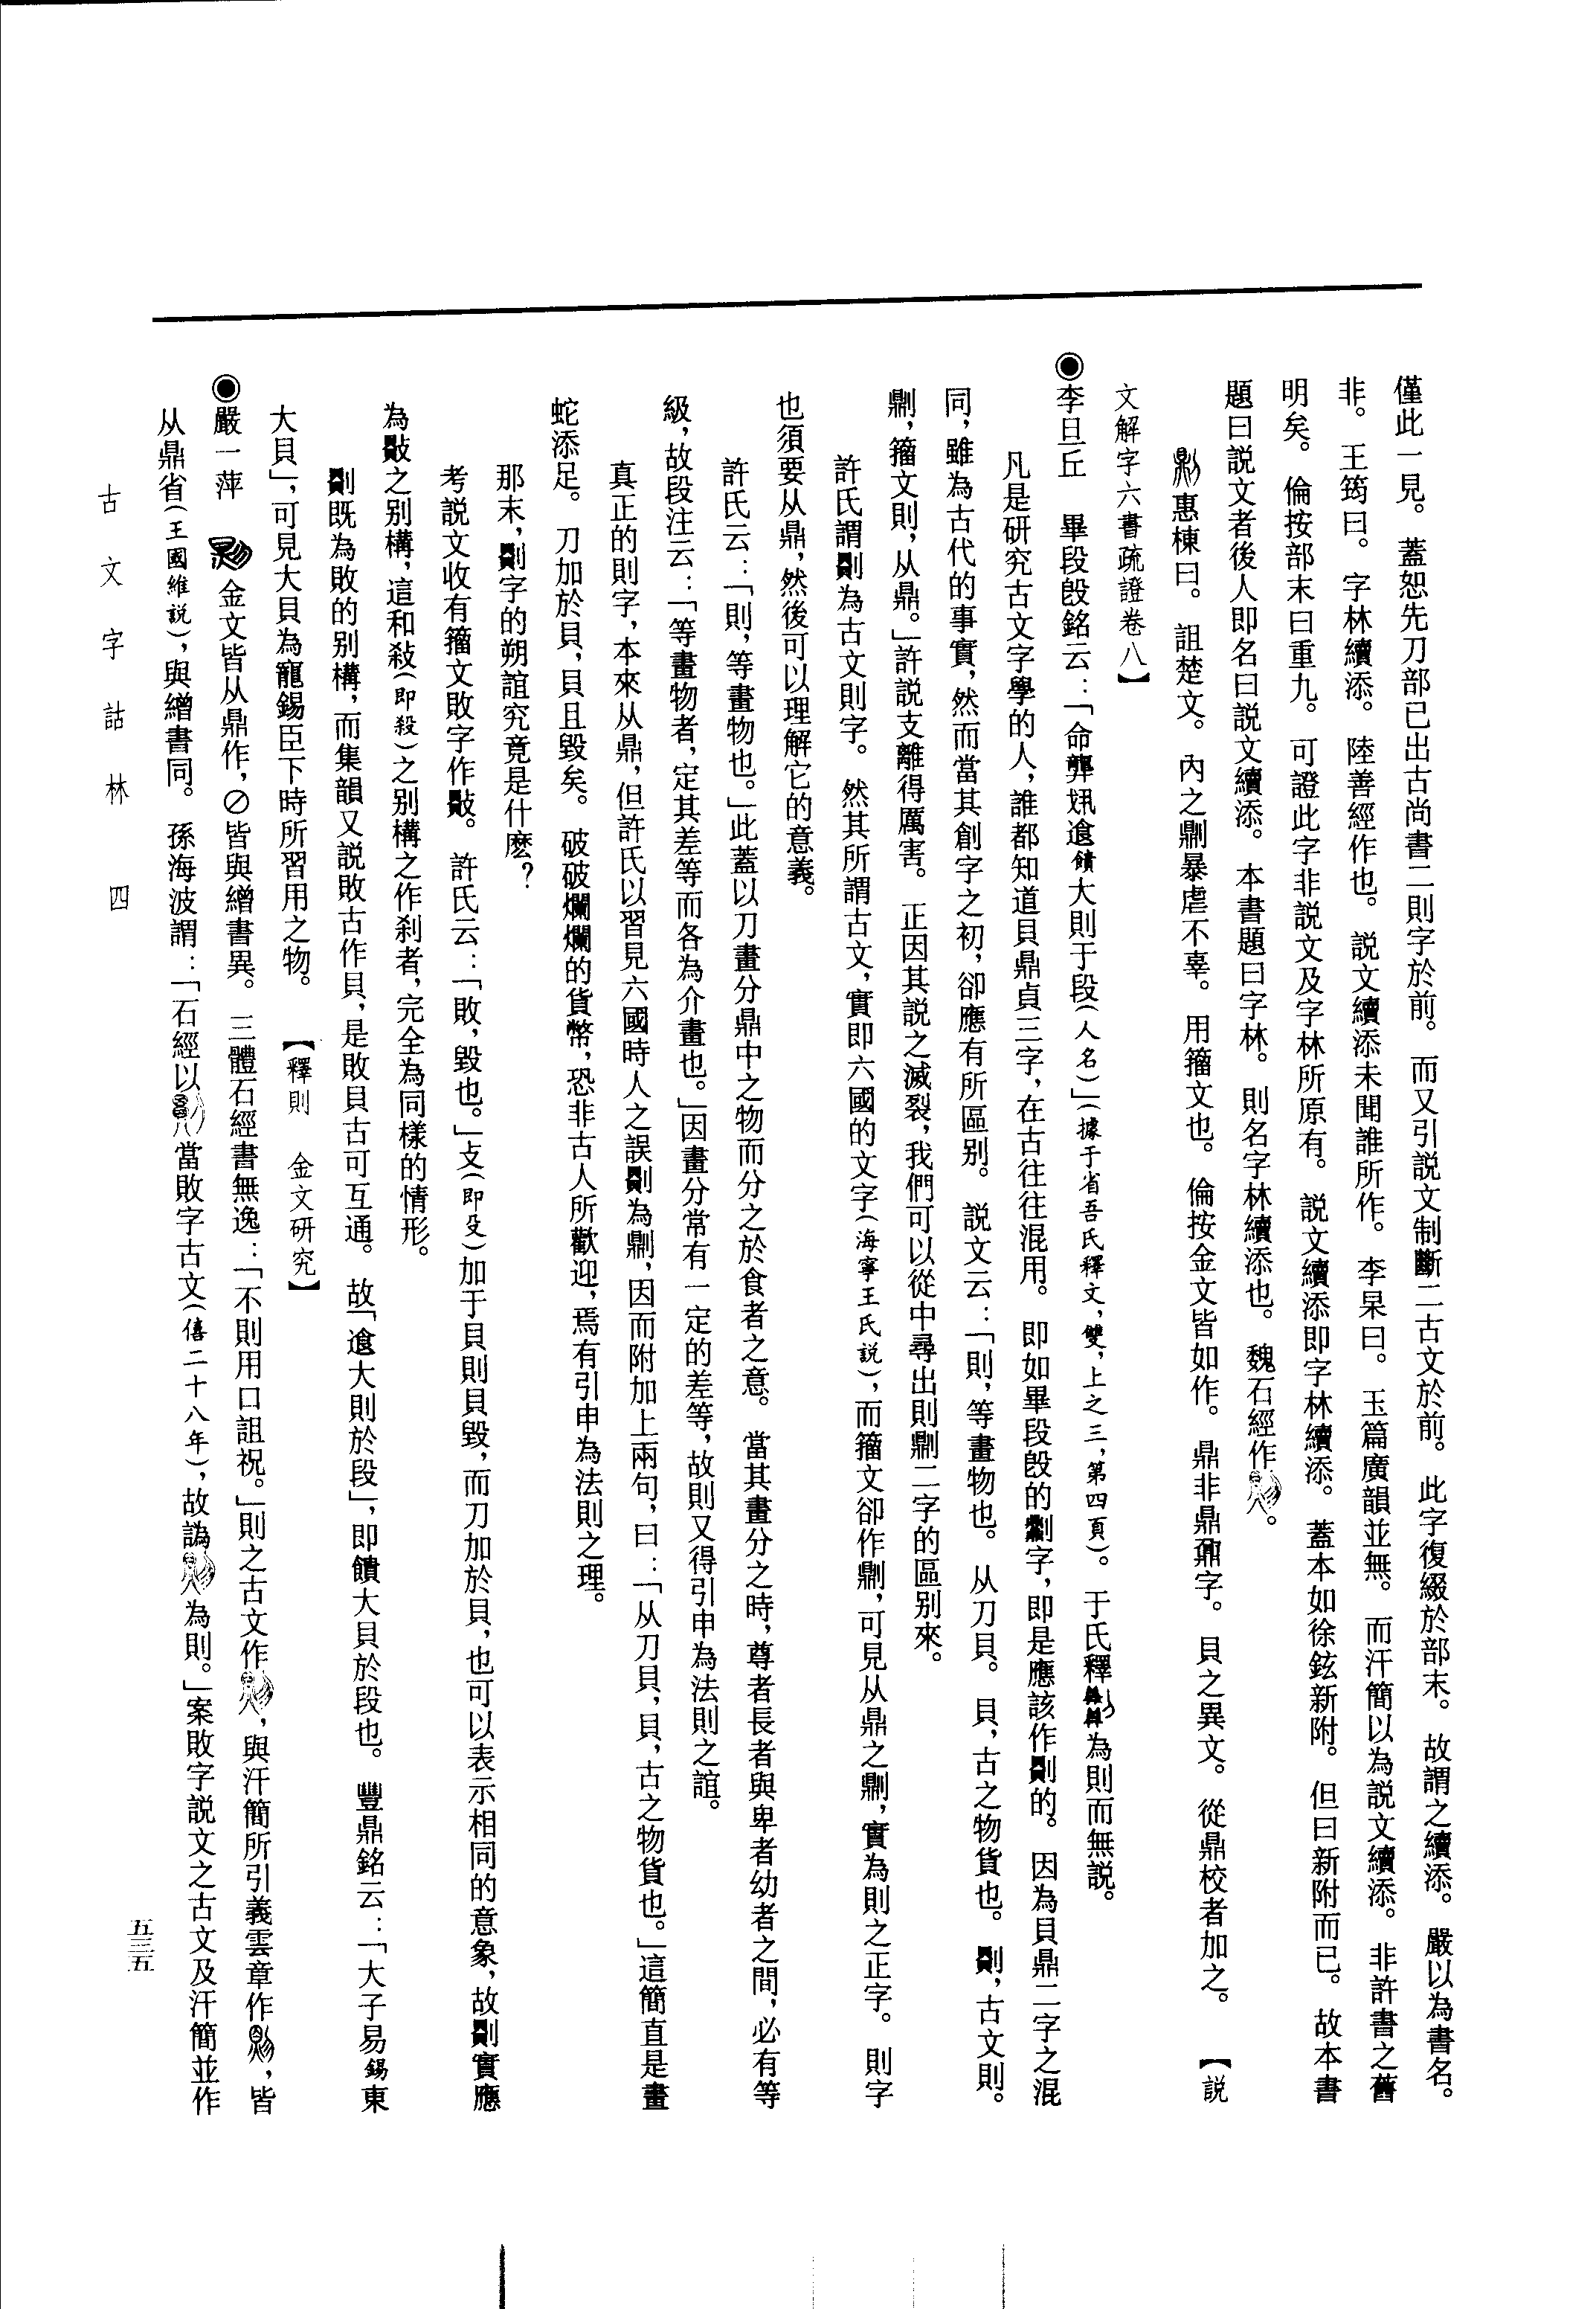 僅此一見。蓋恕先刀部已出古尚書二則字於前。而又引説文制斷二古文於前。此字復綴於部末。故謂之續添。嚴以為書名。
非。王筠曰。字林續添。陸善經作也。説文續添未聞誰所作。李杲曰。玉篇廣韻並無。而汗簡以為説文續添。非許書之舊
明矣。倫按部末曰重九。可證此字非説文及字林所原有。説文續添即字林續添。蓋本如徐鉉新附。但曰新附而已。故本書
題曰説文者後人即名曰説文續添。本書題曰字林。則名字林續添也。魏石經作。
惠棟曰。詛楚文。內之鼎刂暴虐不辜。用籀文也。倫按金文皆如作。鼎非鼎鼐字。貝之異文。從鼎校者加之。【説
文解字六書疏證卷八】
◉李旦丘　畢段𣪘銘云：「命龏𡚱逾饋大則于段（人名）」（據于省吾氏釋文，雙，上之三，第四頁）。于氏釋為則而無説。
凡是研究古文字學的人，誰都知道貝鼎貞三字，在古往往混用。即如畢段𣪘的字，即是應該作的。因為貝鼎二字之混
同，雖為古代的事實，然而當其創字之初，卻應有所區别。説文云：「則，等畫物也。从刀貝。貝，古之物貨也。，古文則。
鼎刂，籀文則，从鼎。」許説支離得厲害。正因其説之滅裂，我們可以從中尋出則鼎刂二字的區别來。
許氏謂為古文則字。然其所謂古文，實即六國的文字（海寧王氏説），而籀文卻作鼎刂，可見从鼎之鼎刂，實為則之正字。則字
也須要从鼎，然後可以理解它的意義。
許氏云：「則，等畫物也。」此蓋以刀畫分鼎中之物而分之於食者之意。當其畫分之時，尊者長者與卑者幼者之間，必有等
級，故段注云：「等畫物者，定其差等而各為介畫也。」因畫分常有一定的差等，故則又得引申為法則之誼。
真正的則字，本來从鼎，但許氏以習見六國時人之誤為鼎刂，因而附加上兩句，曰：「从刀貝，貝，古之物貨也。」這簡直是畫
蛇添足。刀加於貝，貝且毀矣。破破爛爛的貨幣，恐非古人所歡迎，焉有引申為法則之理。
那末，字的朔誼究竟是什麽？
考説文收有籀文敗字作。許氏云：「敗，毀也。」攴（即殳）加于貝則貝毀，而刀加於貝，也可以表示相同的意象，故實應
為之别構，這和敍（即殺）之别構之作刹者，完全為同樣的情形。
既為敗的别構，而集韻又説敗古作貝，是敗貝古可互通。故「逾大則於段」，即饋大貝於段也。豐鼎銘云：「大子易錫東
大貝」，可見大貝為寵錫臣下時所習用之物。【釋則　金文研究】
◉嚴一萍　金文皆从鼎作，皆與繒書異。三體石經書無逸：「不則用口詛祝。」則之古文作，與汗簡所引義雲章作，皆
从鼎省（王國維説），與繒書同。孫海波謂：「石經以當敗字古文（僖二十八年），故譌為則。」案敗字説文之古文及汗簡並作
古文字詁林　四
五三五